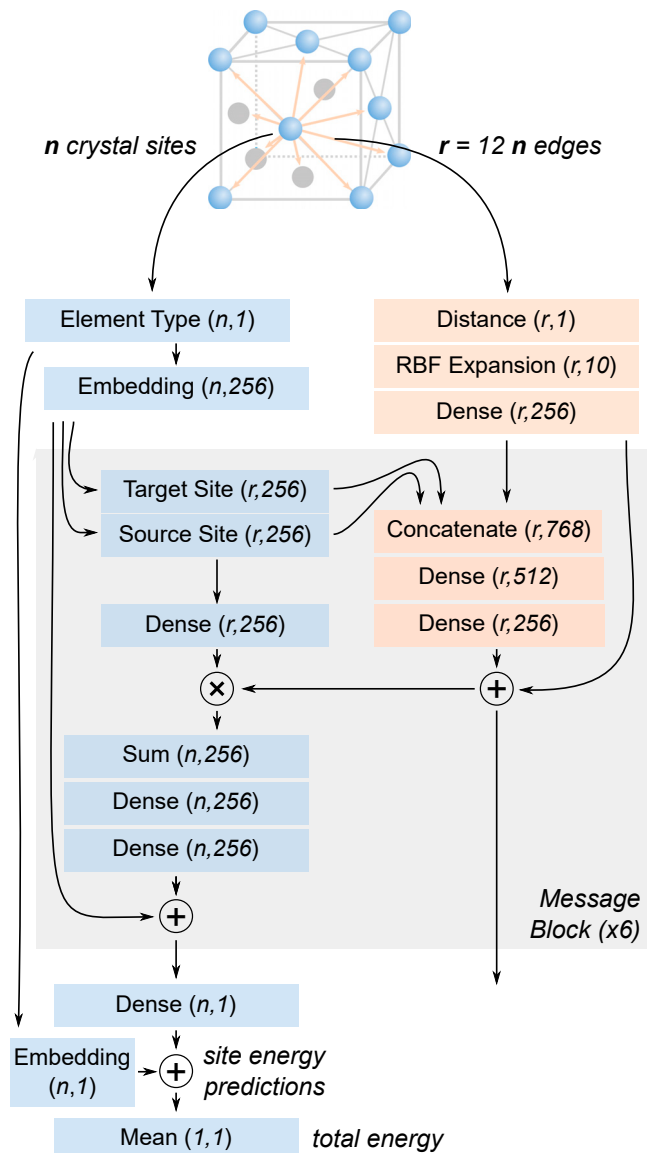 n crystal sites
r = 12 n edges
Element Type (n,1)
Distance (r,1)
RBF Expansion (r,10)
Embedding (n,256)
Dense (r,256)
Target Site (r,256)
Source Site (r,256)
Concatenate (r,768)
Dense (r,512)
Dense (r,256)
Dense (r,256)
×
+
Sum (n,256)
Dense (n,256)
Dense (n,256)
+
Message
Block (x6)
Dense (n,1)
Embedding
(n,1)
+
site energy
predictions
Mean (1,1)
total energy